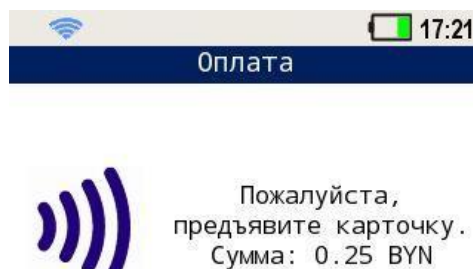 17:21
Оплата
Пожалуйста,
предъявите карточку.
Сумма: 0.25 BYN